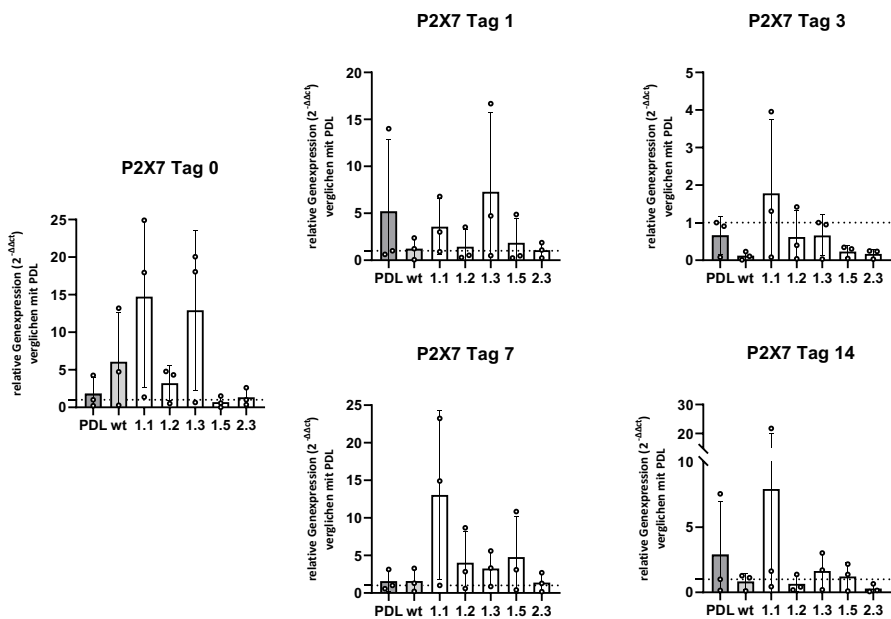 P2X7 Tag 0
relative Genexpression (2^-ΔΔct)
verglichen mit PDL
25
20
15
10
5
0
PDL wt 1.1 1.2 1.3 1.5 2.3
P2X7 Tag 1
relative Genexpression (2^-ΔΔct)
verglichen mit PDL
20
15
10
5
0
PDL wt 1.1 1.2 1.3 1.5 2.3
P2X7 Tag 3
relative Genexpression (2^-ΔΔct)
verglichen mit PDL
5
4
3
2
1
0
PDL wt 1.1 1.2 1.3 1.5 2.3
P2X7 Tag 7
relative Genexpression (2^-ΔΔct)
verglichen mit PDL
25
20
15
10
5
0
PDL wt 1.1 1.2 1.3 1.5 2.3
P2X7 Tag 14
relative Genexpression (2^-ΔΔct)
verglichen mit PDL
30
20
10
5
0
PDL wt 1.1 1.2 1.3 1.5 2.3